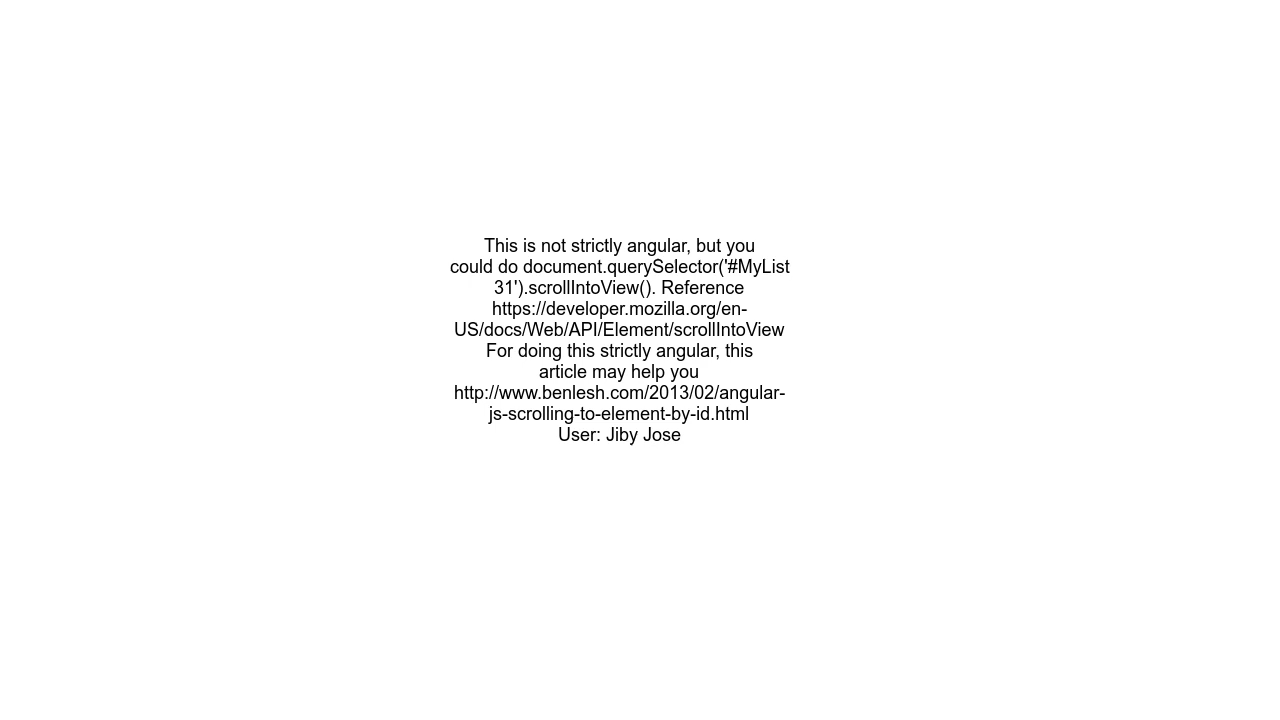 This is not strictly angular, but you
could do document.querySelector('#MyList
31').scrollIntoView(). Reference
https://developer.mozilla.org/en-
US/docs/Web/API/Element/scrollIntoView
For doing this strictly angular, this
article may help you
http://www.benlesh.com/2013/02/angular-
js-scrolling-to-element-by-id.html
User: Jiby Jose